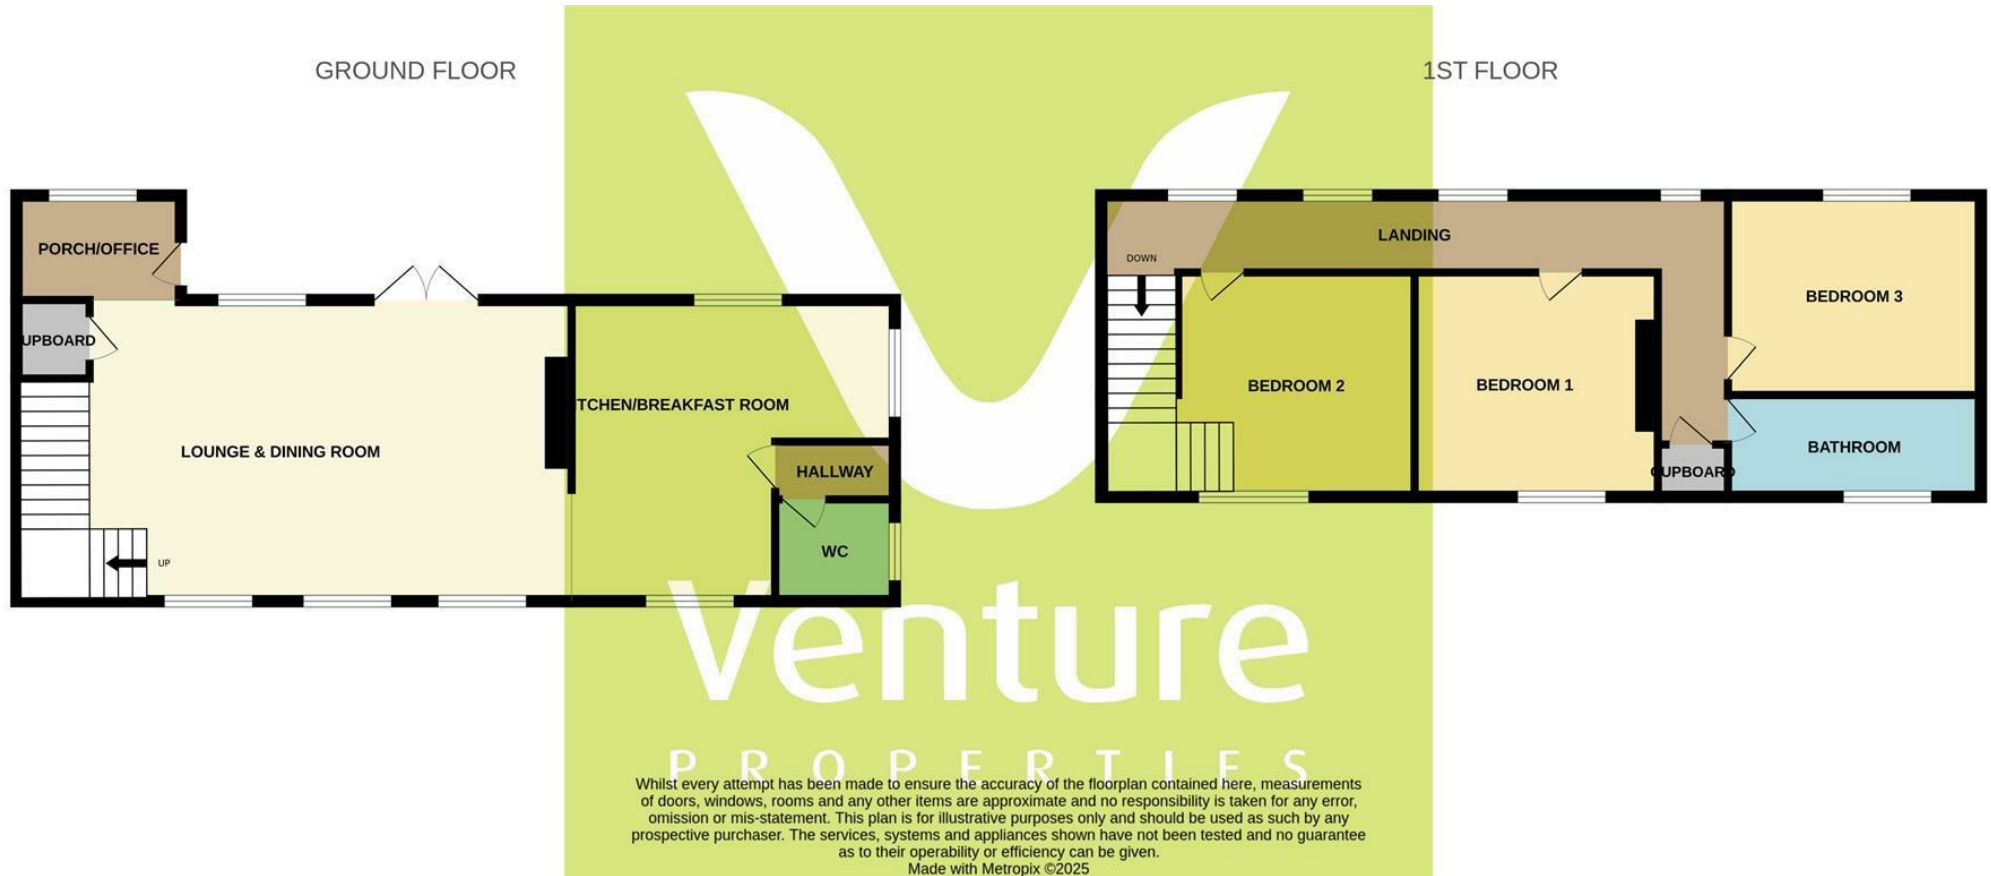 GROUND FLOOR
1ST FLOOR
PORCH/OFFICE
UPBOARD
LOUNGE & DINING ROOM
UP
TCHEN/BREAKFAST ROOM
HALLWAY
WC
LANDING
DOWN
BEDROOM 2
BEDROOM 1
BEDROOM 3
BATHROOM
CUPBOARD
Venture
PROPERTIES
Whilst every attempt has been made to ensure the accuracy of the floorplan contained here, measurements
of doors, windows, rooms and any other items are approximate and no responsibility is taken for any error,
omission or mis-statement. This plan is for illustrative purposes only and should be used as such by any
prospective purchaser. The services, systems and appliances shown have not been tested and no guarantee
as to their operability or efficiency can be given.
Made with Metropix ©2025